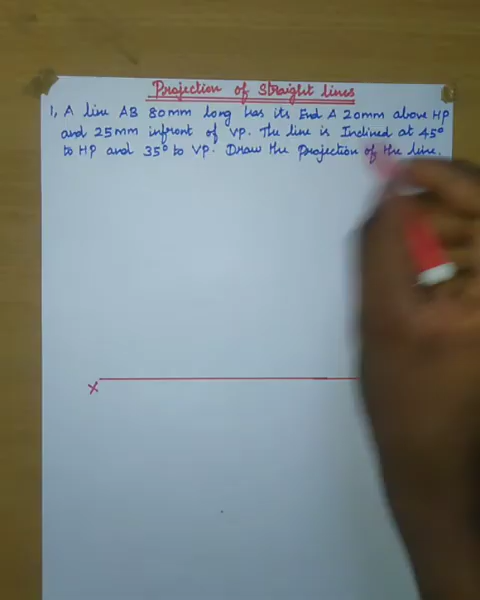 Projection of Straight lines
1, A line AB 80mm long has its End A 20mm above HP
and 25mm infront of VP. The line is Inclined at 45°
to HP and 35° to VP. Draw the Projection of the line.
X